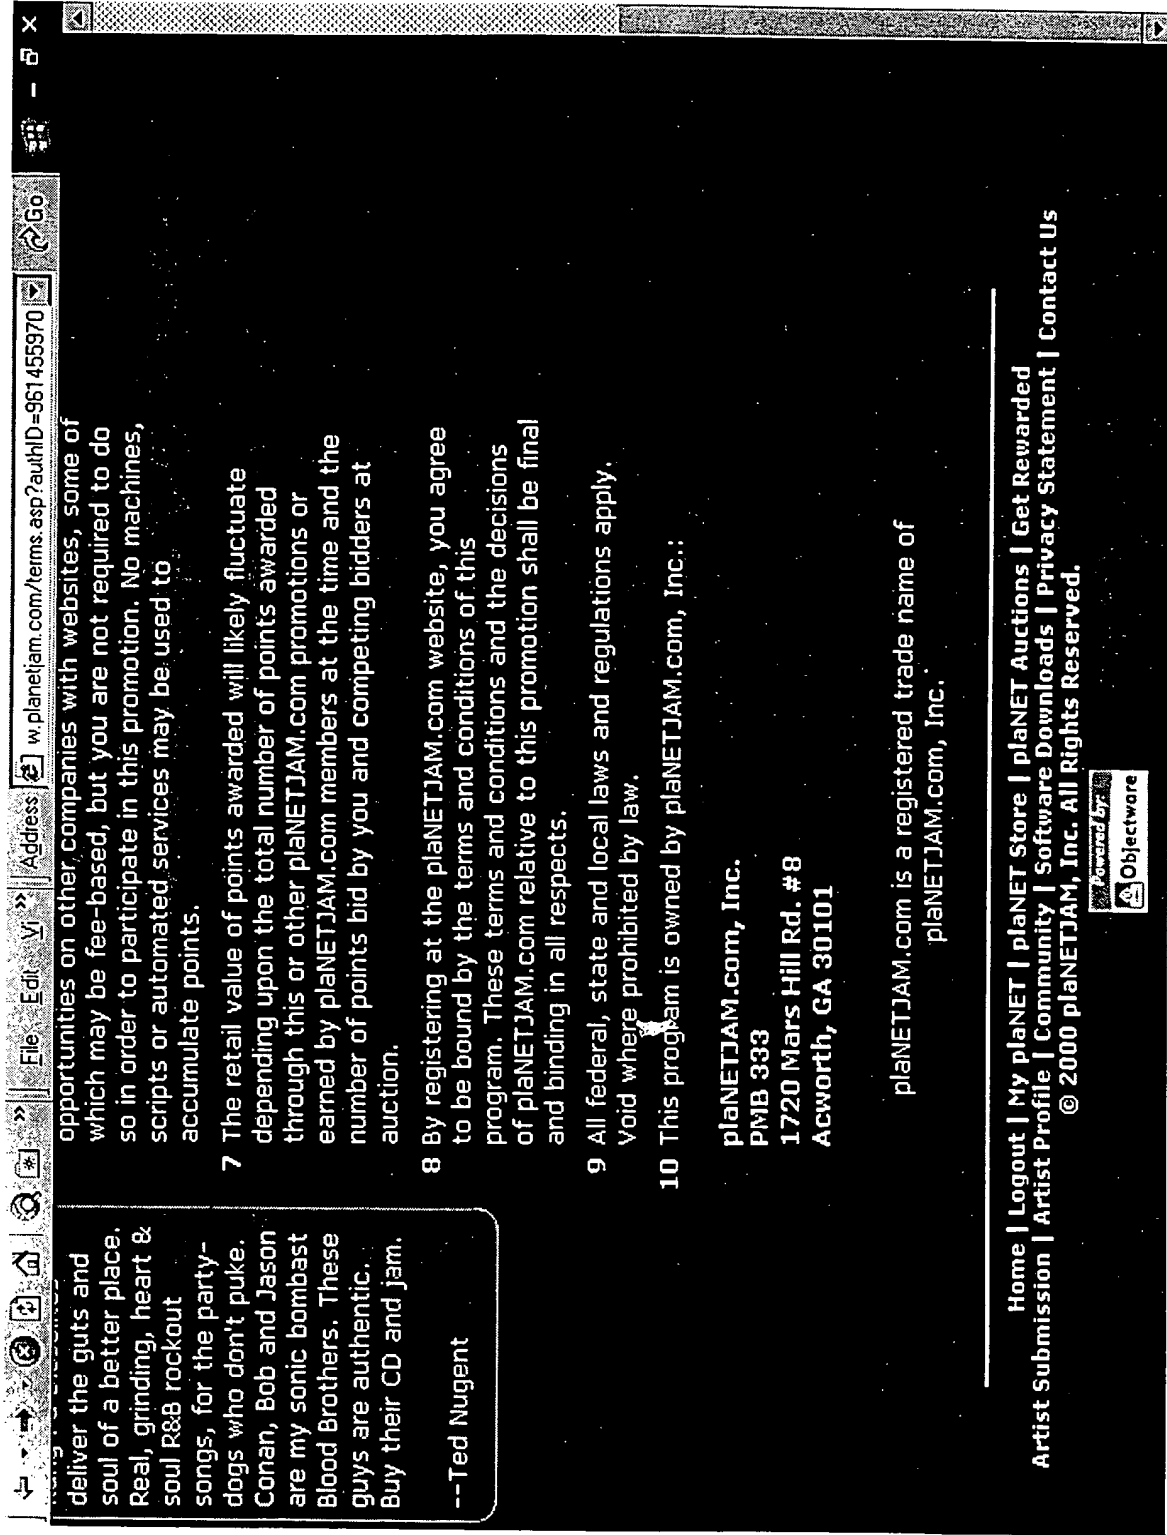 File Edit Vi » Address w.planetjam.com/terms.asp?authID=961455970 Go
deliver the guts and
soul of a better place.
Real, grinding, heart &
soul R&B rockout
songs, for the party-
dogs who don't puke.
Conan, Bob and Jason
are my sonic bombast
Blood Brothers. These
guys are authentic.
Buy their CD and jam.
--Ted Nugent
opportunities on other companies with websites, some of
which may be fee-based, but you are not required to do
so in order to participate in this promotion. No machines,
scripts or automated services may be used to
accumulate points.
7 The retail value of points awarded will likely fluctuate
depending upon the total number of points awarded
through this or other plaNETJAM.com promotions or
earned by plaNETJAM.com members at the time and the
number of points bid by you and competing bidders at
auction.
8 By registering at the plaNETJAM.com website, you agree
to be bound by the terms and conditions of this
program. These terms and conditions and the decisions
of plaNETJAM.com relative to this promotion shall be final
and binding in all respects.
9 All federal, state and local laws and regulations apply.
Void where prohibited by law.
10 This program is owned by plaNETJAM.com, Inc.:
plaNETJAM.com, Inc.
PMB 333
1720 Mars Hill Rd. #8
Acworth, GA 30101
plaNETJAM.com is a registered trade name of
plaNETJAM.com, Inc.
Home | Logout | My plaNET | plaNET Store | plaNET Auctions | Get Rewarded
Artist Submission | Artist Profile | Community | Software Downloads | Privacy Statement | Contact Us
© 2000 plaNETJAM, Inc. All Rights Reserved.
Powered by:
Objectware